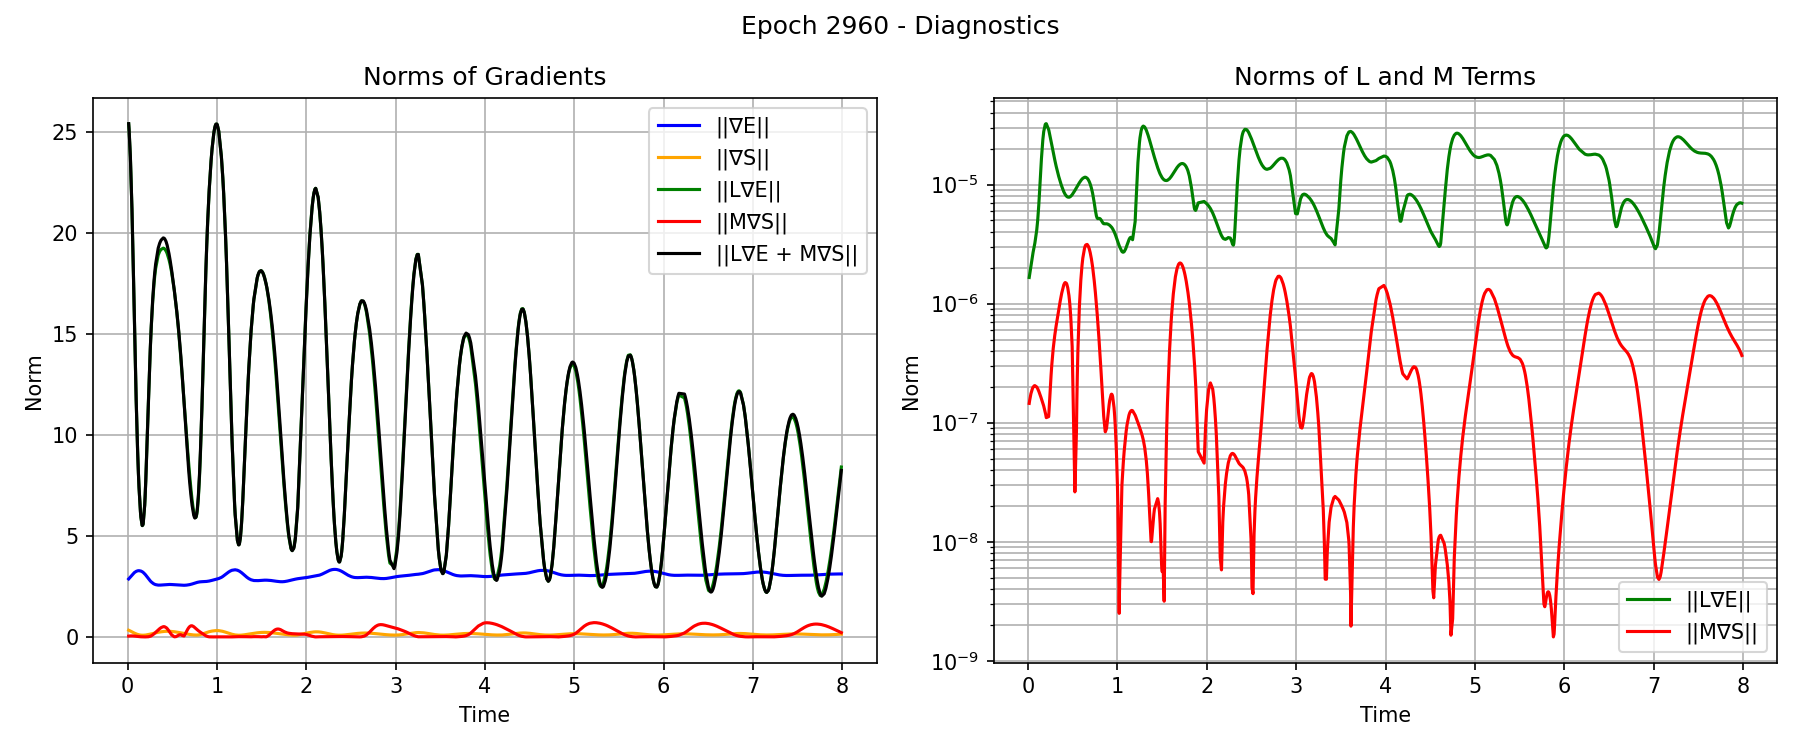 Epoch 2960 - Diagnostics
Norms of Gradients
Norm
25
20
15
10
5
0
||∇E||
||∇S||
||L∇E||
||M∇S||
||L∇E + M∇S||
0 1 2 3 4 5 6 7 8
Time
Norms of L and M Terms
Norm
10⁻⁵
10⁻⁶
10⁻⁷
10⁻⁸
10⁻⁹
||L∇E||
||M∇S||
0 1 2 3 4 5 6 7 8
Time